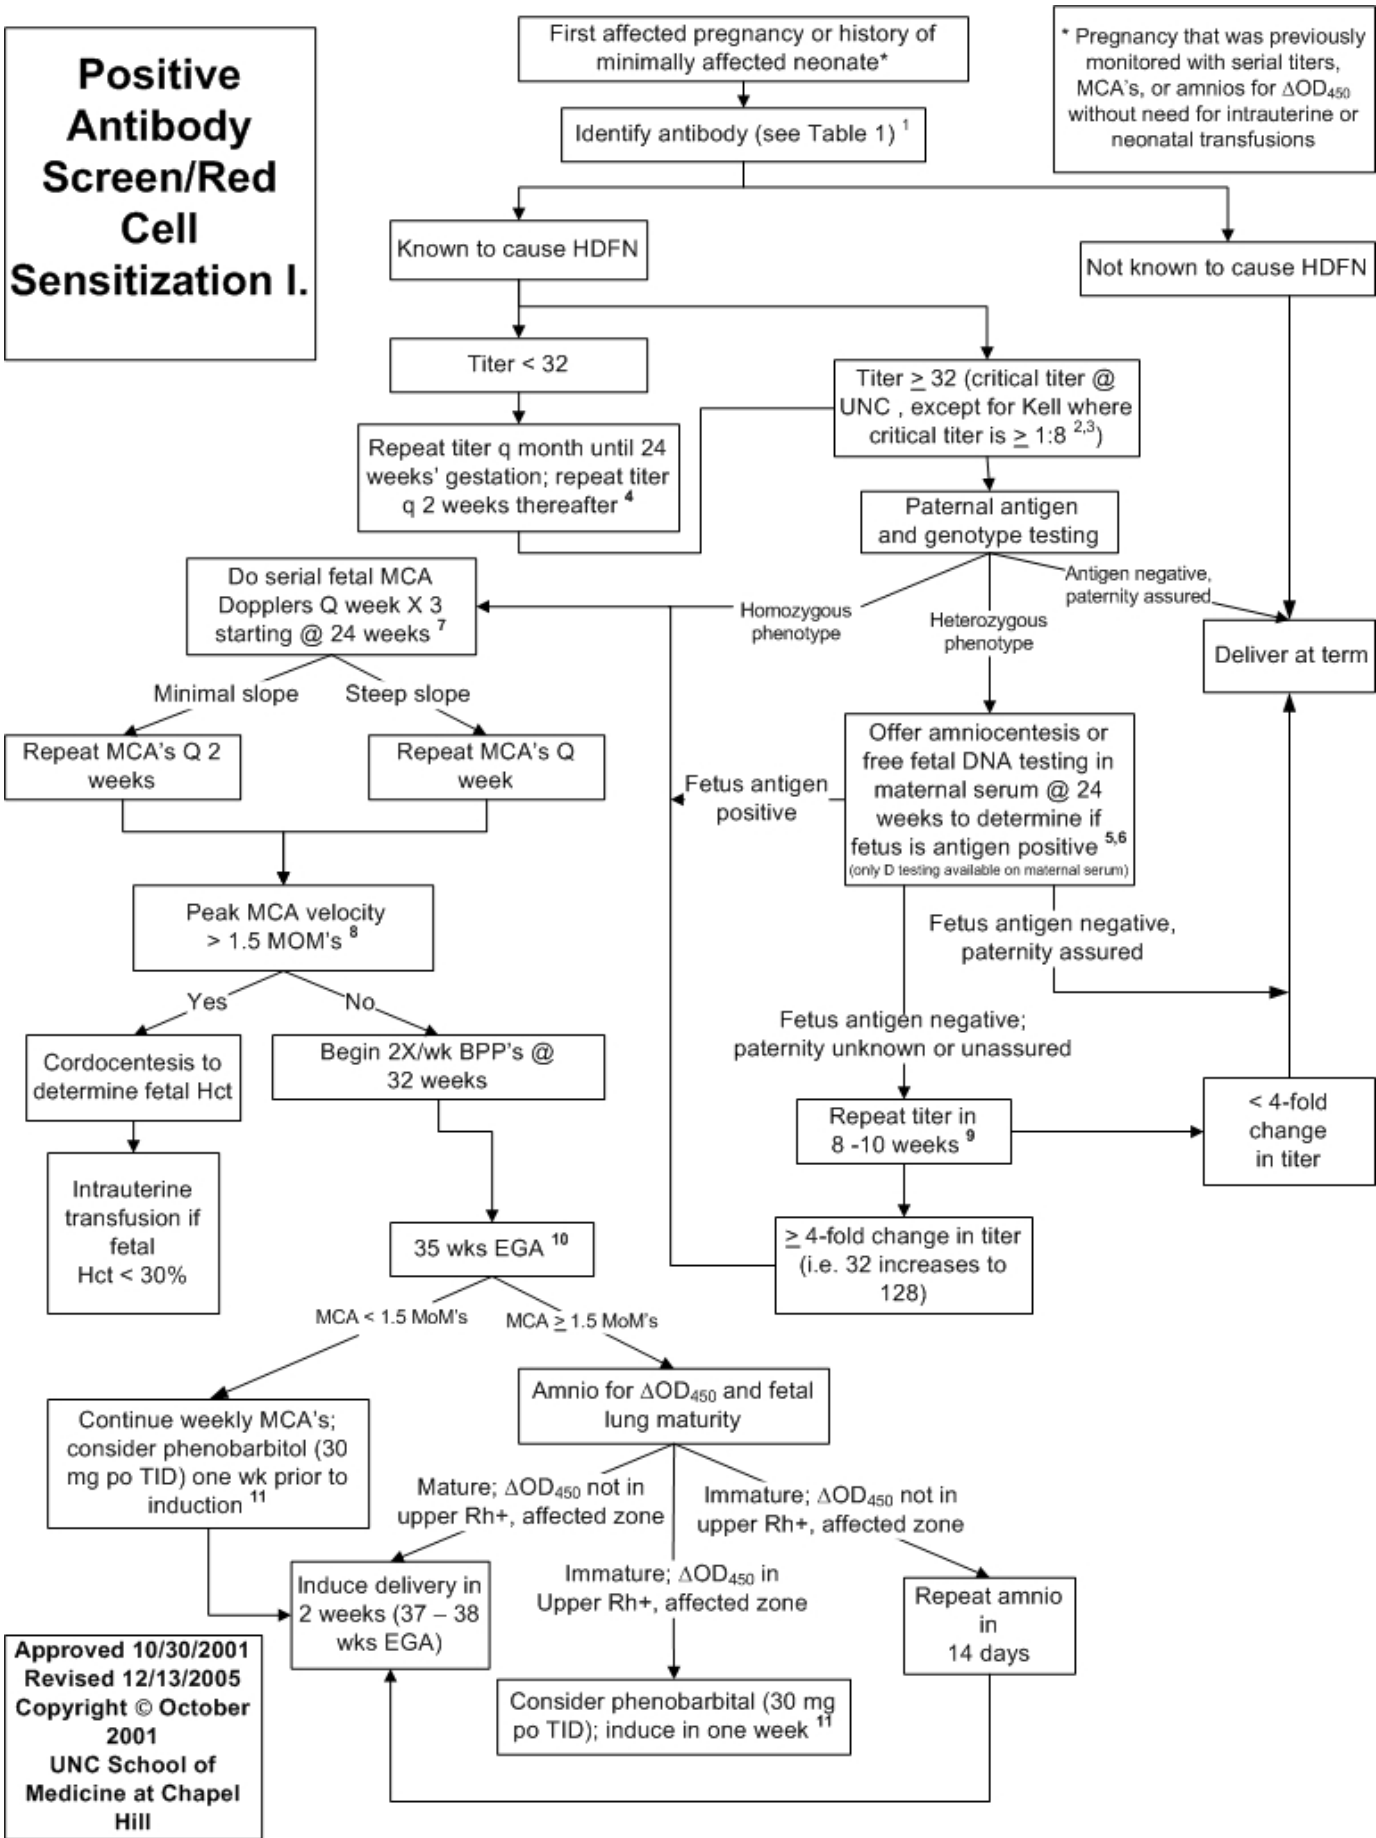 Positive
Antibody
Screen/Red
Cell
Sensitization I.
First affected pregnancy or history of
minimally affected neonate*
* Pregnancy that was previously
monitored with serial titers,
MCA's, or amnios for ΔOD450
without need for intrauterine or
neonatal transfusions
Identify antibody (see Table 1) 1
Known to cause HDFN
Not known to cause HDFN
Titer < 32
Titer ≥ 32 (critical titer @
UNC , except for Kell where
critical titer is ≥ 1:8 2,3)
Repeat titer q month until 24
weeks' gestation; repeat titer
q 2 weeks thereafter 4
Paternal antigen
and genotype testing
Antigen negative,
paternity assured
Homozygous
phenotype
Heterozygous
phenotype
Do serial fetal MCA
Dopplers Q week X 3
starting @ 24 weeks 7
Deliver at term
Minimal slope
Steep slope
Repeat MCA's Q 2
weeks
Repeat MCA's Q
week
Offer amniocentesis or
free fetal DNA testing in
maternal serum @ 24
weeks to determine if
fetus is antigen positive 5,6
(only D testing available on maternal serum)
Fetus antigen
positive
Peak MCA velocity
> 1.5 MOM's 8
Fetus antigen negative,
paternity assured
Yes
No
Fetus antigen negative;
paternity unknown or unassured
Cordocentesis to
determine fetal Hct
Begin 2X/wk BPP's @
32 weeks
Repeat titer in
8 -10 weeks 9
< 4-fold
change
in titer
Intrauterine
transfusion if
fetal
Hct < 30%
35 wks EGA 10
≥ 4-fold change in titer
(i.e. 32 increases to
128)
MCA < 1.5 MoM's
MCA ≥ 1.5 MoM's
Continue weekly MCA's;
consider phenobarbitol (30
mg po TID) one wk prior to
induction 11
Amnio for ΔOD450 and fetal
lung maturity
Mature; ΔOD450 not in
upper Rh+, affected zone
Immature; ΔOD450 in
Upper Rh+, affected zone
Immature; ΔOD450 not in
upper Rh+, affected zone
Induce delivery in
2 weeks (37 – 38
wks EGA)
Repeat amnio
in
14 days
Consider phenobarbital (30 mg
po TID); induce in one week 11
Approved 10/30/2001
Revised 12/13/2005
Copyright © October
2001
UNC School of
Medicine at Chapel
Hill